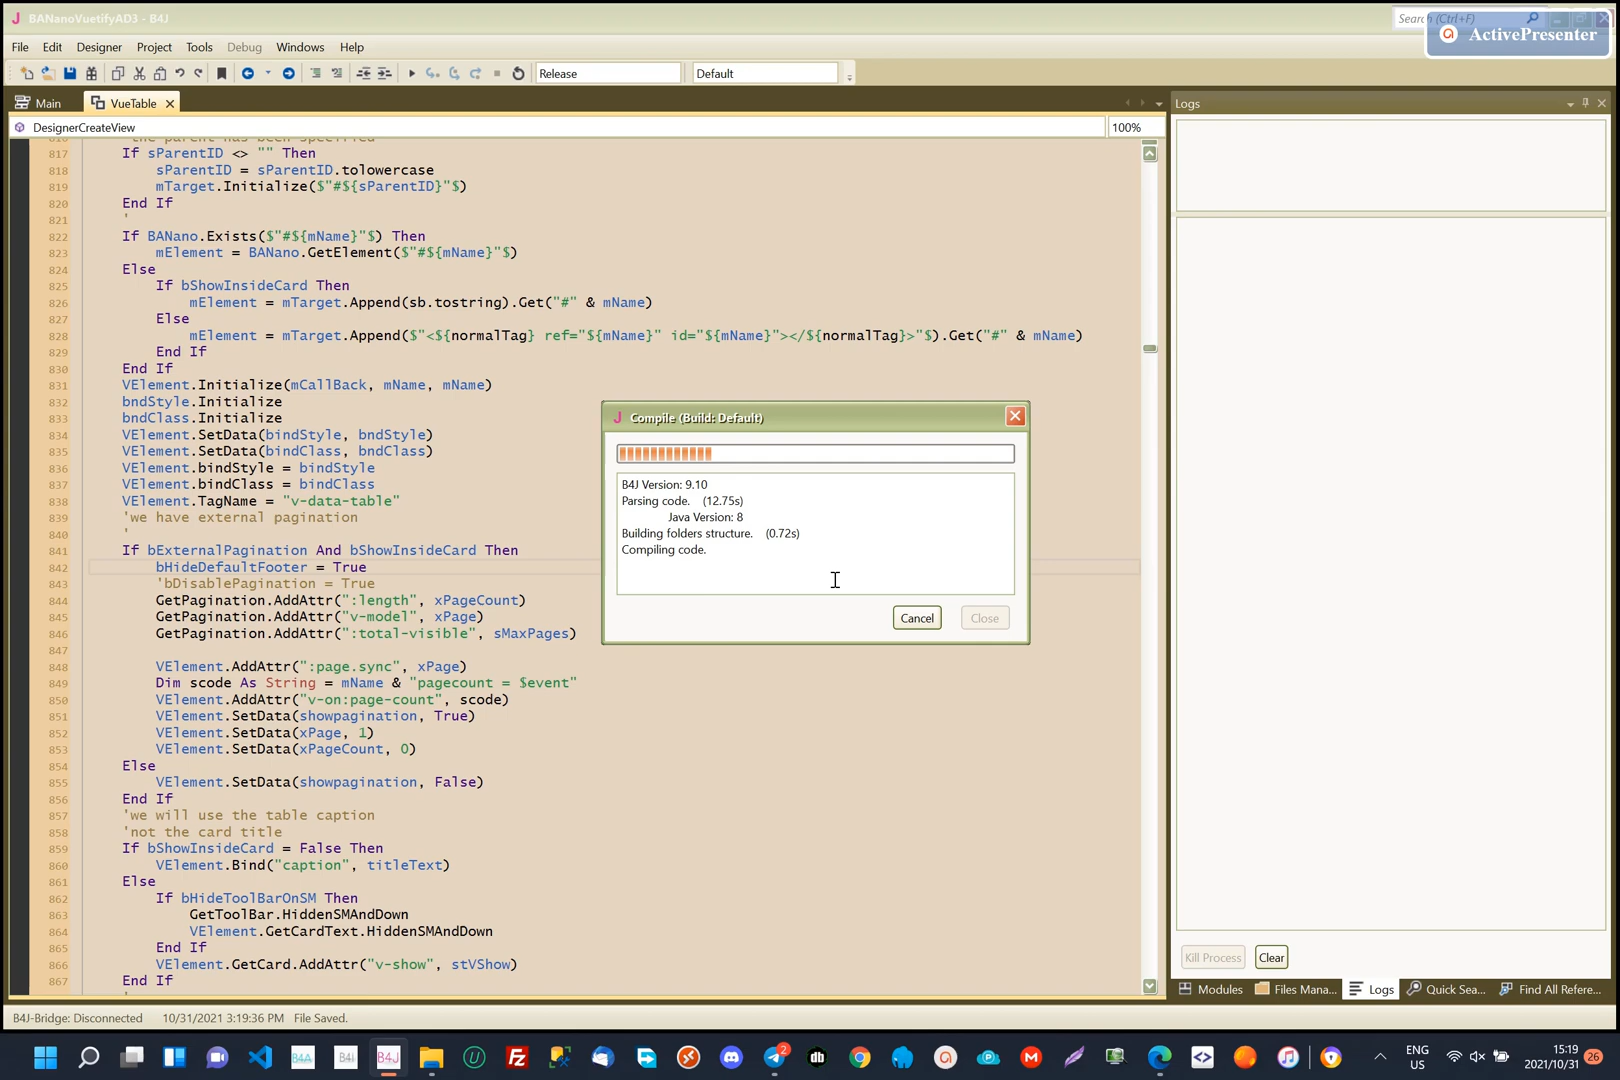 BANanoVuetifyAD3 - B4J
Search (Ctrl+F)
ActivePresenter
File Edit Designer Project Tools Debug Windows Help
Release
Default
Main
VueTable
Logs
DesignerCreateView
100%
'the parent has been specified
817 If sParentID <> "" Then
818 sParentID = sParentID.tolowercase
819 mTarget.Initialize($"#${sParentID}"$)
820 End If
821 '
822 If BANano.Exists($"#${mName}"$) Then
823 mElement = BANano.GetElement($"#${mName}"$)
824 Else
825 If bShowInsideCard Then
826 mElement = mTarget.Append(sb.tostring).Get("#" & mName)
827 Else
828 mElement = mTarget.Append($"<${normalTag} ref="${mName}" id="${mName}"></${normalTag}>"$).Get("#" & mName)
829 End If
830 End If
831 VElement.Initialize(mCallBack, mName, mName)
832 bndStyle.Initialize
833 bndClass.Initialize
834 VElement.SetData(bindStyle, bndStyle)
835 VElement.SetData(bindClass, bndClass)
836 VElement.bindStyle = bindStyle
837 VElement.bindClass = bindClass
838 VElement.TagName = "v-data-table"
839 'we have external pagination
840 '
841 If bExternalPagination And bShowInsideCard Then
842 bHideDefaultFooter = True
843 'bDisablePagination = True
844 GetPagination.AddAttr(":length", xPageCount)
845 GetPagination.AddAttr("v-model", xPage)
846 GetPagination.AddAttr(":total-visible", sMaxPages)
847
848 VElement.AddAttr(":page.sync", xPage)
849 Dim scode As String = mName & "pagecount = $event"
850 VElement.AddAttr("v-on:page-count", scode)
851 VElement.SetData(showpagination, True)
852 VElement.SetData(xPage, 1)
853 VElement.SetData(xPageCount, 0)
854 Else
855 VElement.SetData(showpagination, False)
856 End If
857 'we will use the table caption
858 'not the card title
859 If bShowInsideCard = False Then
860 VElement.Bind("caption", titleText)
861 Else
862 If bHideToolBarOnSM Then
863 GetToolBar.HiddenSMAndDown
864 VElement.GetCardText.HiddenSMAndDown
865 End If
866 VElement.GetCard.AddAttr("v-show", stVShow)
867 End If
Compile (Build: Default)
B4J Version: 9.10
Parsing code. (12.75s)
Java Version: 8
Building folders structure. (0.72s)
Compiling code.
Cancel
Close
Kill Process
Clear
Modules
Files Mana...
Logs
Quick Sea...
Find All Refere...
B4J-Bridge: Disconnected
10/31/2021 3:19:36 PM File Saved.
B4A
B4i
B4J
2
ENG
US
15:19
2021/10/31
26